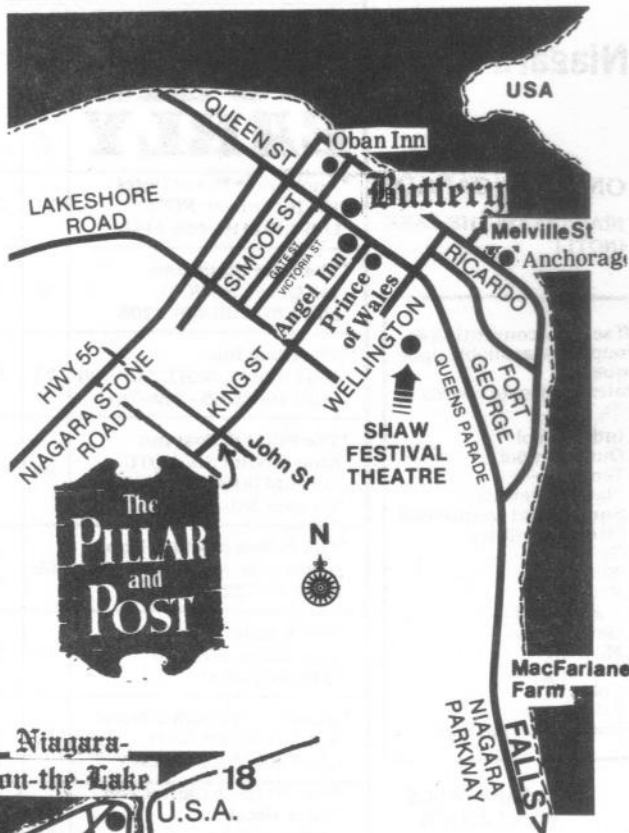 Niagara
USA
QUEEN ST
Oban Inn
Buttery
LAKESHORE
ROAD
SIMCOE ST
GATE ST
VICTORIA ST
Angel Inn
Prince
of Wales
Melville St
RICARDO
Anchorag
WELLINGTON
HWY 55
NIAGARA STONE
ROAD
KING ST
John St
QUEENS PARADE
FORT
GEORGE
SHAW
FESTIVAL
THEATRE
The
PILLAR
and
POST
N
MacFarlane
Farm
NIAGARA
PARKWAY
FALLS
Niagara-
on-the-Lake
18
U.S.A.